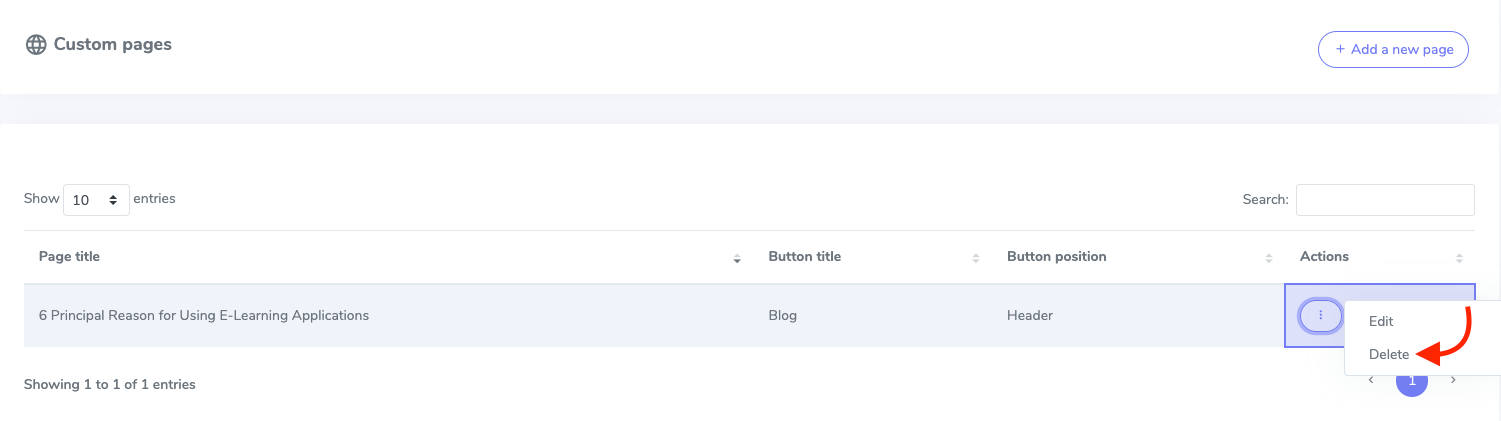 Custom pages
+ Add a new page
Show 10 entries
Search:
Page title Button title Button position Actions
6 Principal Reason for Using E-Learning Applications Blog Header
Edit
Delete
Showing 1 to 1 of 1 entries
1